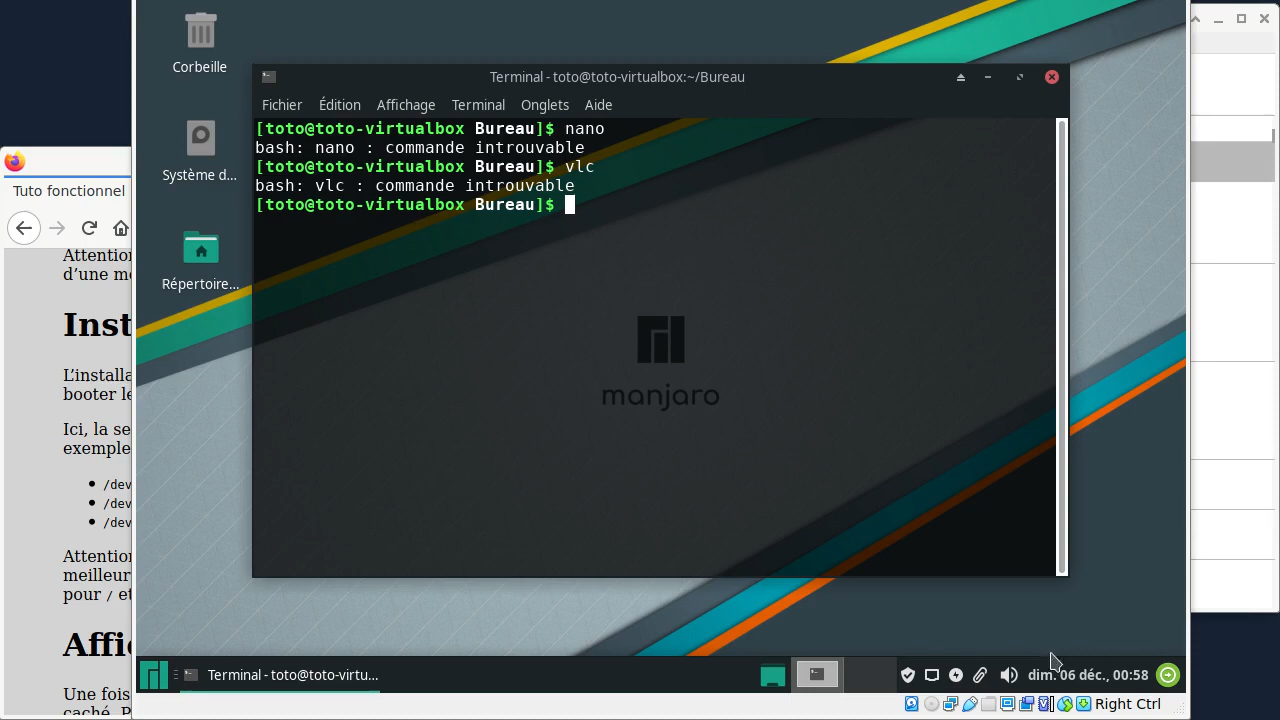 Corbeille
Système d...
Répertoire...
Terminal - toto@toto-virtualbox:~/Bureau
Fichier Édition Affichage Terminal Onglets Aide
[toto@toto-virtualbox Bureau]$ nano
bash: nano : commande introuvable
[toto@toto-virtualbox Bureau]$ vlc
bash: vlc : commande introuvable
[toto@toto-virtualbox Bureau]$
manjaro
Tuto fonctionnel
Attention
d’une
Inst
L’installa
booter
Ici, la
exemple
/dev
/dev
/dev
Attention
meilleur
pour / et
Affi
Une fois
caché.
Terminal - toto@toto-virtu...
dim. 06 déc., 00:58
Right Ctrl